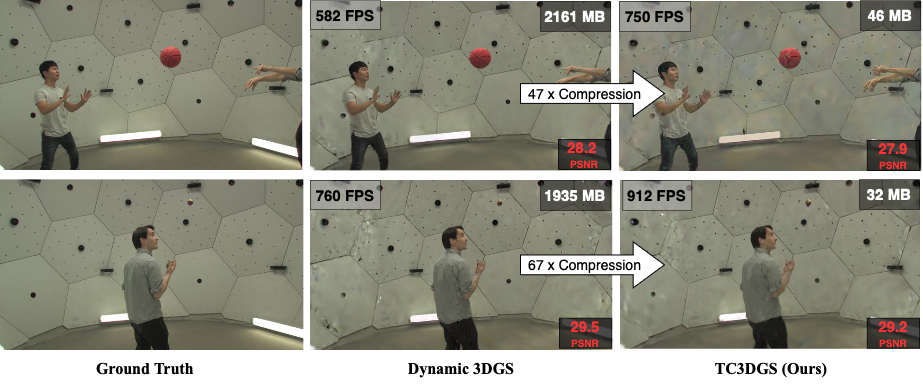 582 FPS
2161 MB
750 FPS
46 MB
47 x Compression
28.2
PSNR
27.9
PSNR
760 FPS
1935 MB
912 FPS
32 MB
67 x Compression
29.5
PSNR
29.2
PSNR
Ground Truth
Dynamic 3DGS
TC3DGS (Ours)